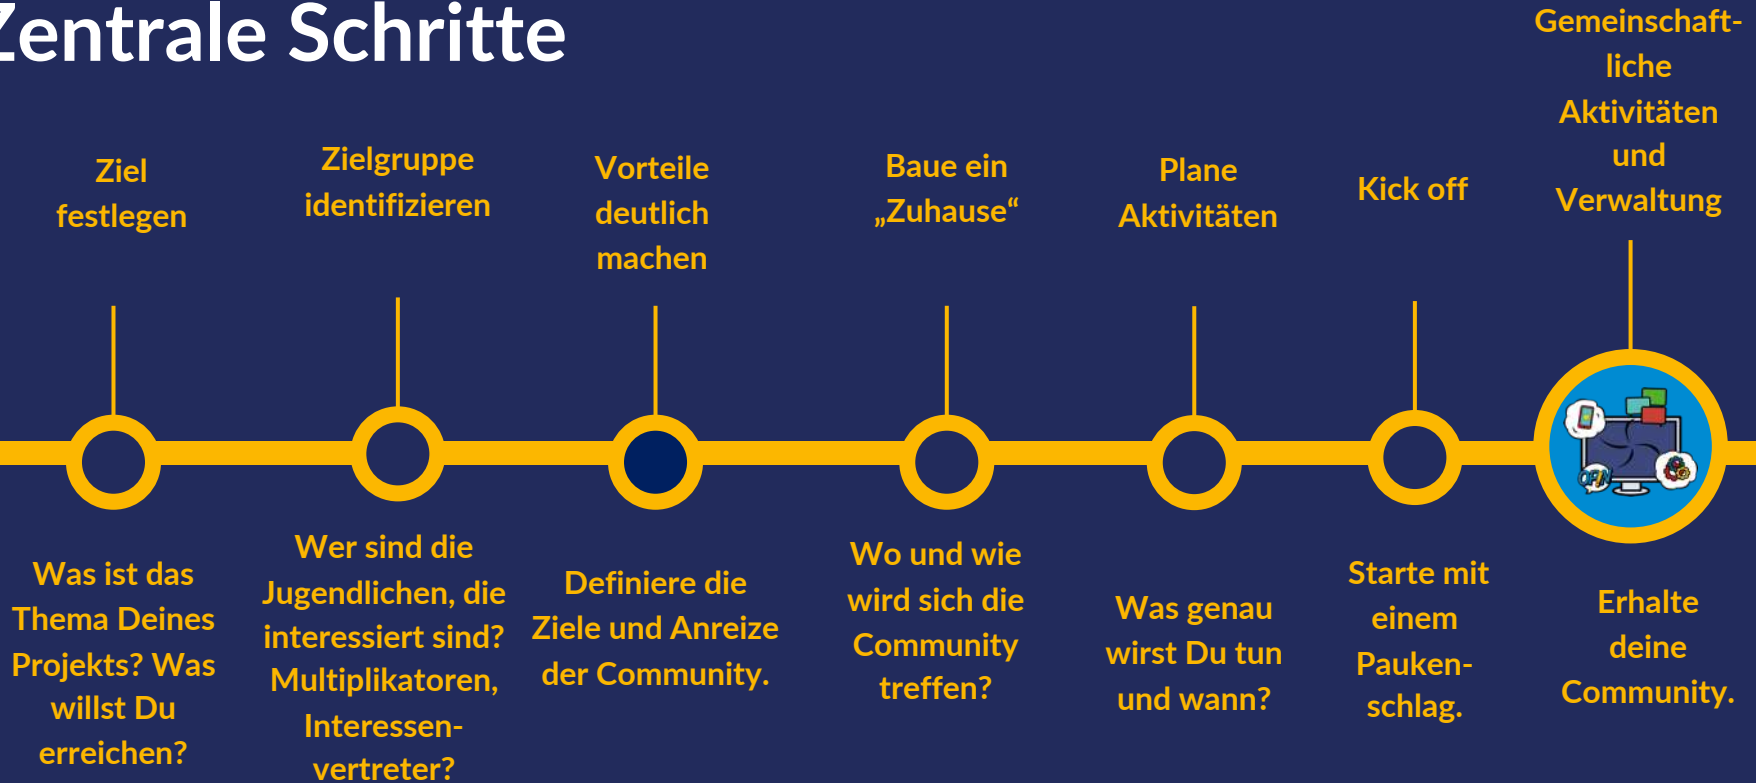 Zentrale Schritte
Ziel
festlegen
Was ist das
Thema Deines
Projekts? Was
willst Du
erreichen?
Zielgruppe
identifizieren
Wer sind die
Jugendlichen, die
interessiert sind?
Multiplikatoren,
Interessen-
vertreter?
Vorteile
deutlich
machen
Definiere die
Ziele und Anreize
der Community.
Baue ein
„Zuhause“
Wo und wie
wird sich die
Community
treffen?
Plane
Aktivitäten
Was genau
wirst Du tun
und wann?
Kick off
Starte mit
einem
Pauken-
schlag.
Gemeinschaft-
liche
Aktivitäten
und
Verwaltung
OPIN
Erhalte
deine
Community.